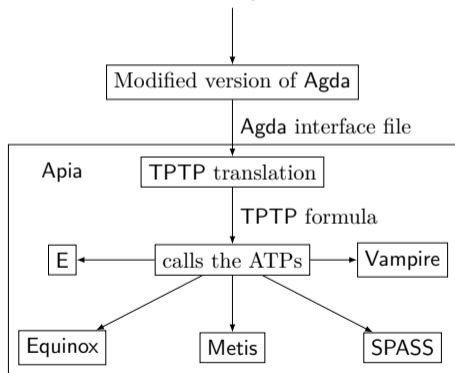 Modified version of Agda
Agda interface file
Apia
TPTP translation
TPTP formula
E
calls the ATPs
Vampire
Equinox
Metis
SPASS